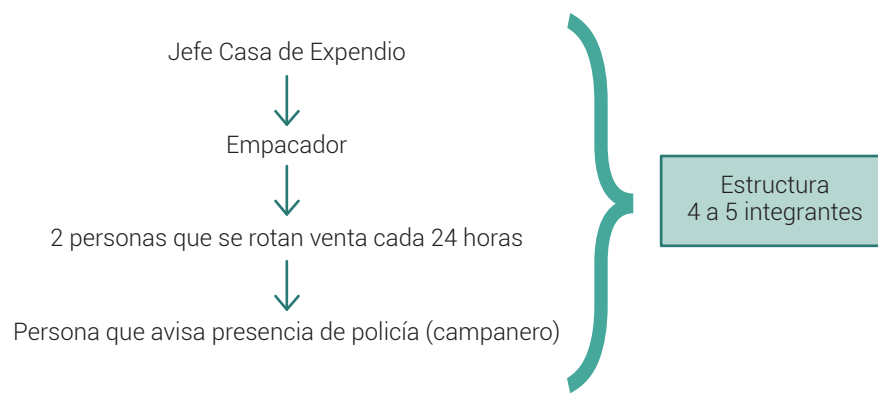 Jefe Casa de Expendio
Empacador
2 personas que se rotan venta cada 24 horas
Persona que avisa presencia de policía (campanero)
Estructura
4 a 5 integrantes